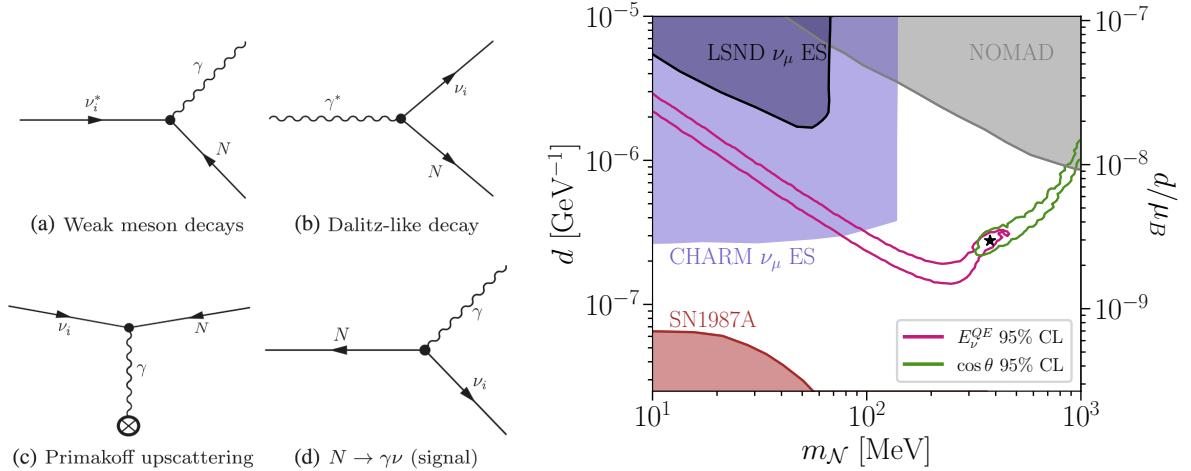 ν_i^*
γ
N
(a) Weak meson decays
γ^*
ν_i
N
(b) Dalitz-like decay
ν_i
N
γ
(c) Primakoff upscattering
N
γ
ν_i
(d) N → γν (signal)
10^{-5}
10^{-6}
10^{-7}
d [GeV^{-1}]
LSND ν_μ ES
NOMAD
CHARM ν_μ ES
SN1987A
E_ν^{QE} 95% CL
cos θ 95% CL
10^{-7}
10^{-8}
10^{-9}
d/μ_B
10^1
10^2
10^3
m_𝒩 [MeV]